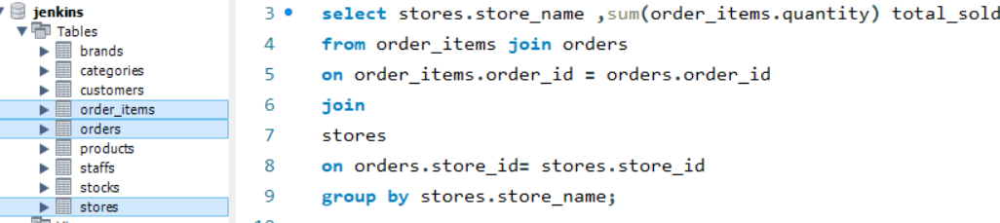 jenkins
Tables
brands
categories
customers
order_items
orders
products
staffs
stocks
stores
3 select stores.store_name ,sum(order_items.quantity) total_sold
4 from order_items join orders
5 on order_items.order_id = orders.order_id
6 join
7 stores
8 on orders.store_id= stores.store_id
9 group by stores.store_name;